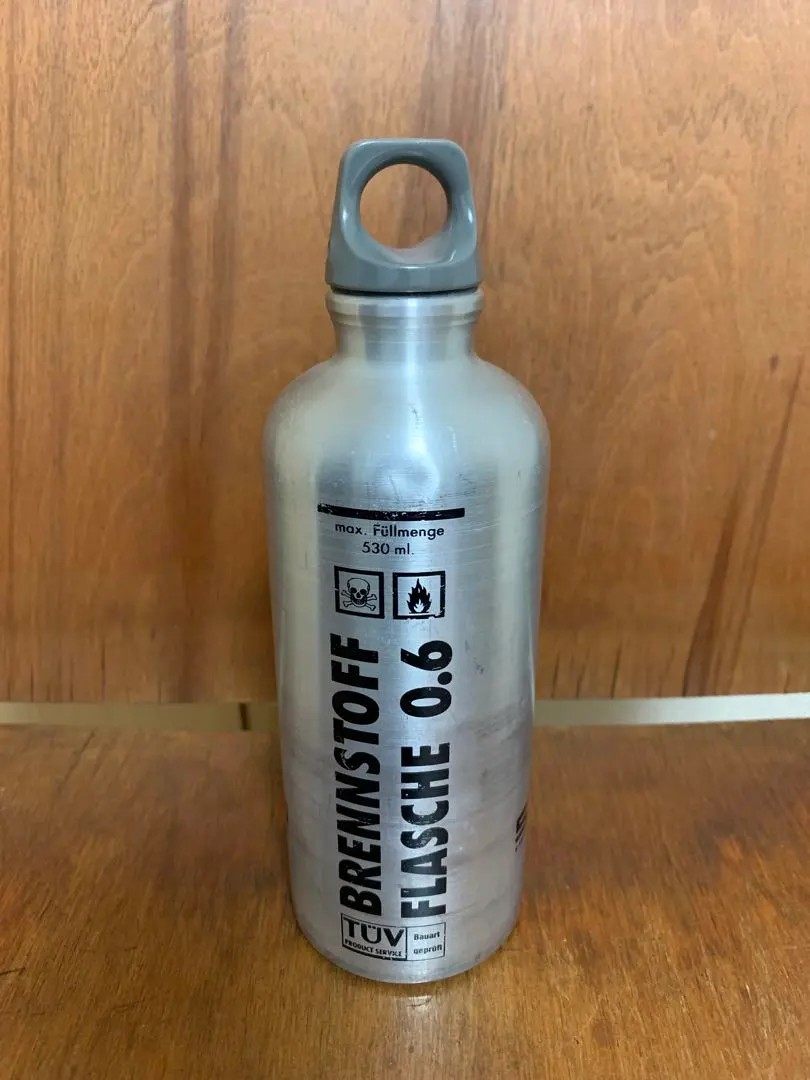 max. Füllmenge
530 ml.
BRENNSTOFF
FLASCHE 0.6
TÜV
PRODUCT SERVICE
Bauart
geprüft